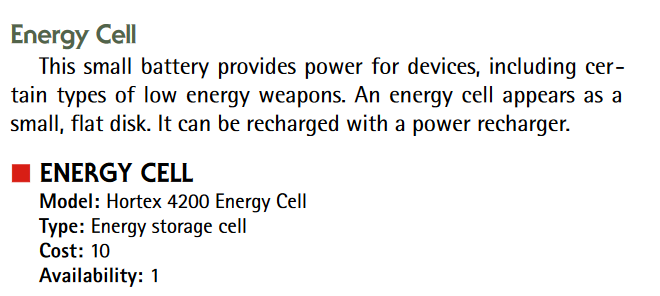 Energy Cell
This small battery provides power for devices, including cer-
tain types of low energy weapons. An energy cell appears as a
small, flat disk. It can be recharged with a power recharger.
ENERGY CELL
Model: Hortex 4200 Energy Cell
Type: Energy storage cell
Cost: 10
Availability: 1